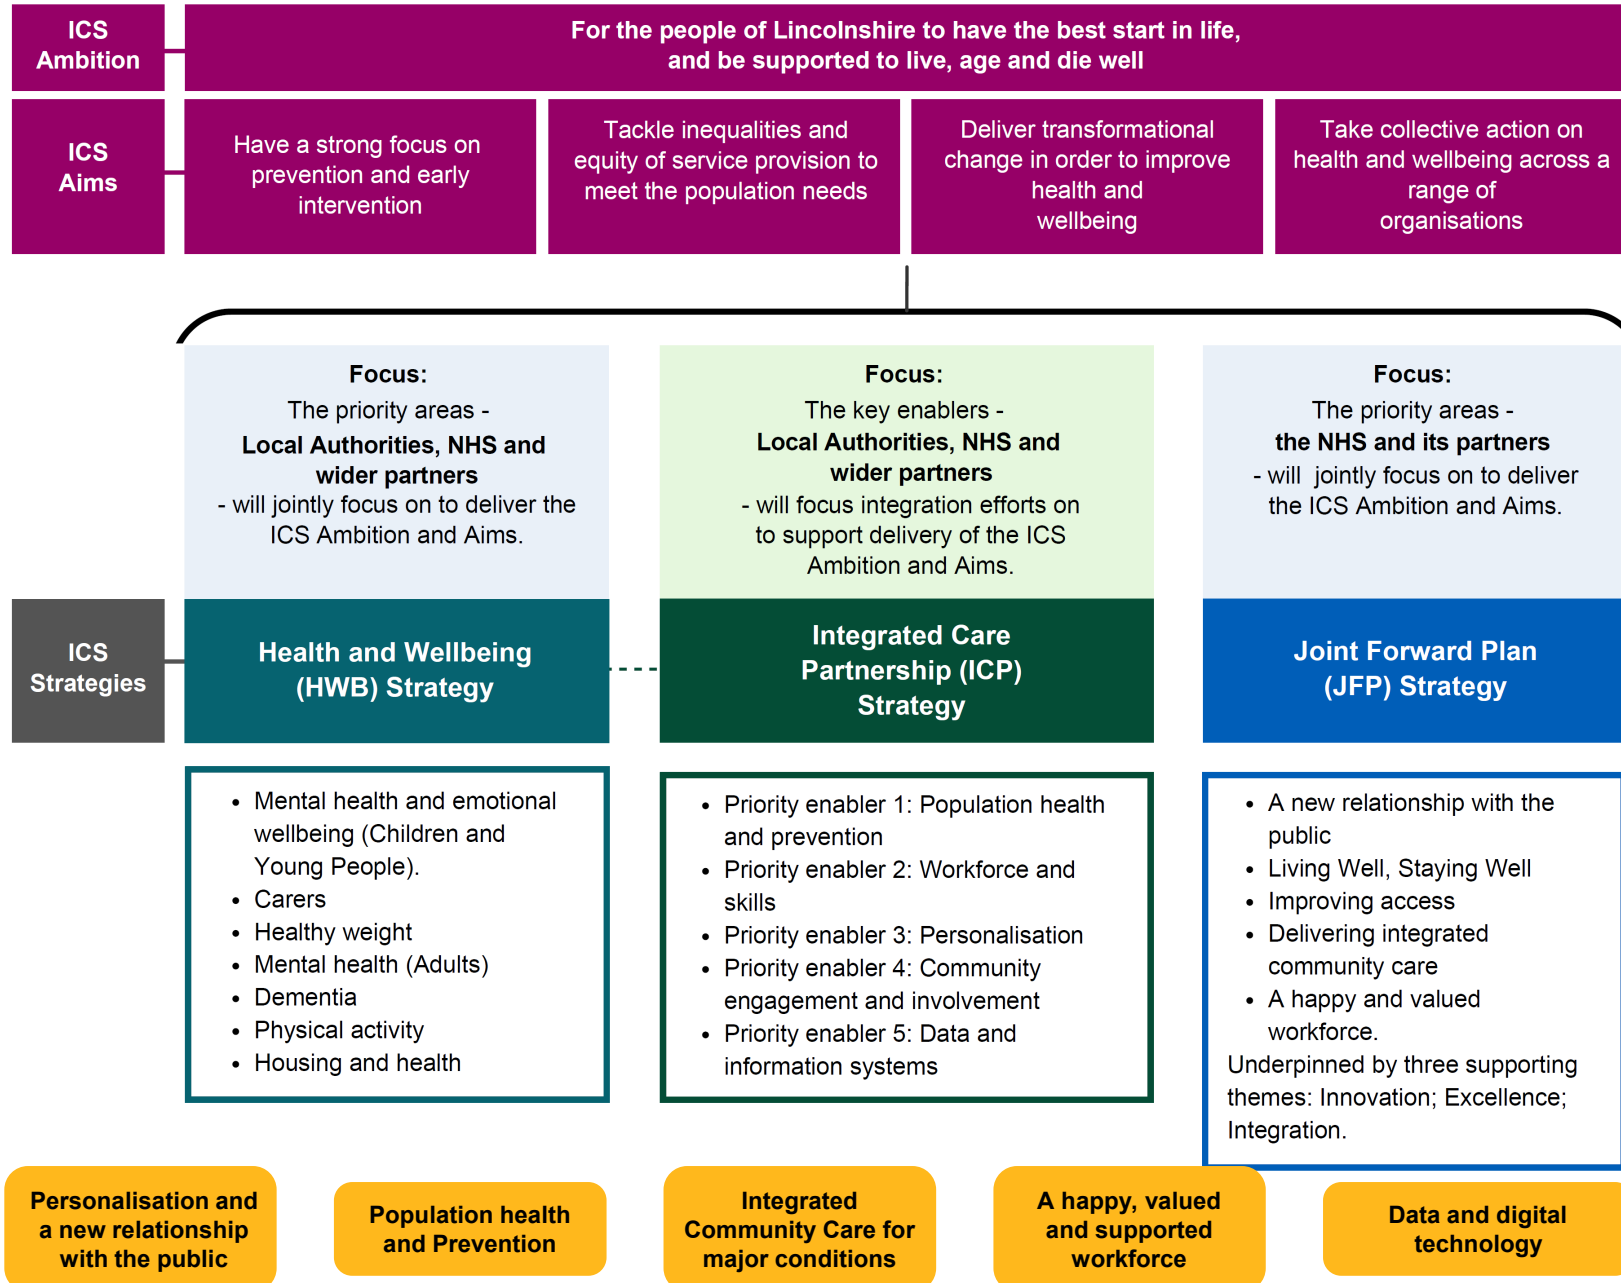 ICS
Ambition
For the people of Lincolnshire to have the best start in life,
and be supported to live, age and die well
ICS
Aims
Have a strong focus on
prevention and early
intervention
Tackle inequalities and
equity of service provision to
meet the population needs
Deliver transformational
change in order to improve
health and
wellbeing
Take collective action on
health and wellbeing across a
range of
organisations
Focus:
The priority areas -
Local Authorities, NHS and
wider partners
- will jointly focus on to deliver the
ICS Ambition and Aims.
Focus:
The key enablers -
Local Authorities, NHS and
wider partners
- will focus integration efforts on
to support delivery of the ICS
Ambition and Aims.
Focus:
The priority areas -
the NHS and its partners
- will  jointly focus on to deliver
the ICS Ambition and Aims.
ICS
Strategies
Health and Wellbeing
(HWB) Strategy
Integrated Care
Partnership (ICP)
Strategy
Joint Forward Plan
(JFP) Strategy
• Mental health and emotional
wellbeing (Children and
Young People).
• Carers
• Healthy weight
• Mental health (Adults)
• Dementia
• Physical activity
• Housing and health
• Priority enabler 1: Population health
and prevention
• Priority enabler 2: Workforce and
skills
• Priority enabler 3: Personalisation
• Priority enabler 4: Community
engagement and involvement
• Priority enabler 5: Data and
information systems
• A new relationship with the
public
• Living Well, Staying Well
• Improving access
• Delivering integrated
community care
• A happy and valued
workforce.
Underpinned by three supporting
themes: Innovation; Excellence;
Integration.
Personalisation and
a new relationship
with the public
Population health
and Prevention
Integrated
Community Care for
major conditions
A happy, valued
and supported
workforce
Data and digital
technology